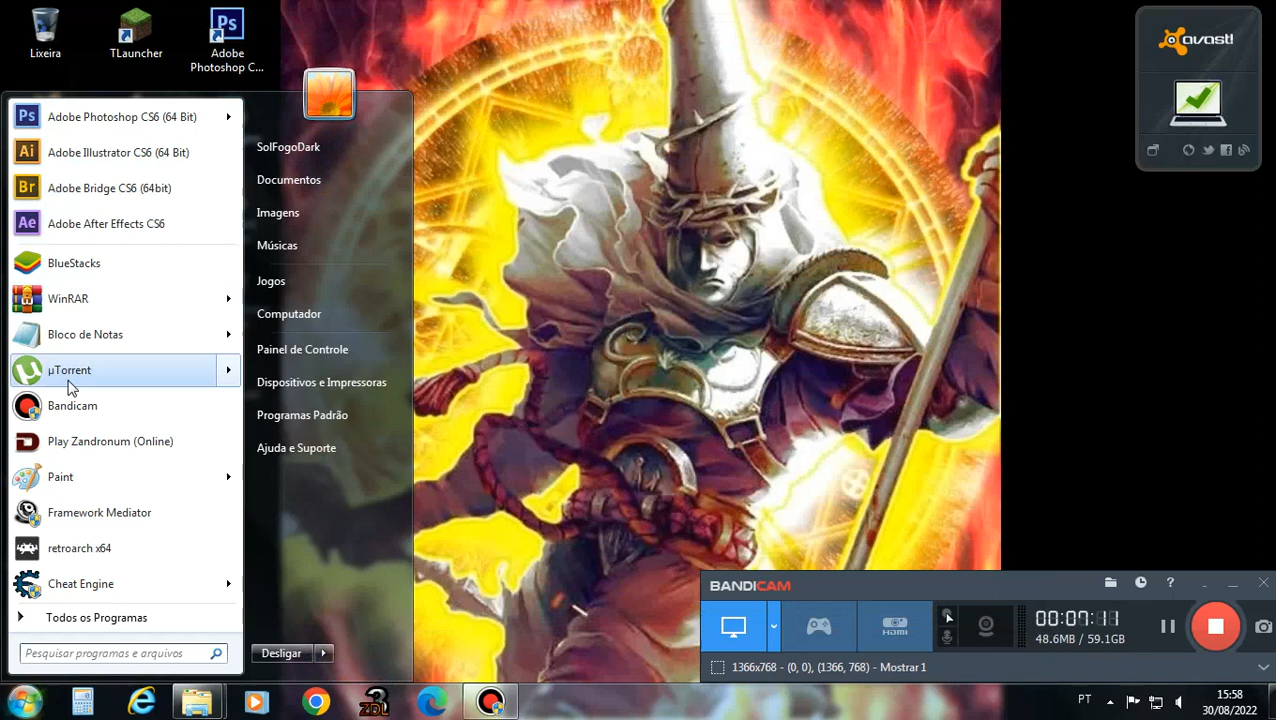 Lixeira
TLauncher
Adobe
Photoshop C...
avast!
Adobe Photoshop CS6 (64 Bit)
Adobe Illustrator CS6 (64 Bit)
Adobe Bridge CS6 (64bit)
Adobe After Effects CS6
BlueStacks
WinRAR
Bloco de Notas
µTorrent
Bandicam
Play Zandronum (Online)
Paint
Framework Mediator
retroarch x64
Cheat Engine
Todos os Programas
Pesquisar programas e arquivos
SolFogoDark
Documentos
Imagens
Músicas
Jogos
Computador
Painel de Controle
Dispositivos e Impressoras
Programas Padrão
Ajuda e Suporte
Desligar
BANDICAM
HDMI
48.6MB / 59.1GB
1366x768 - (0, 0), (1366, 768) - Mostrar 1
PT
15:58
30/08/2022